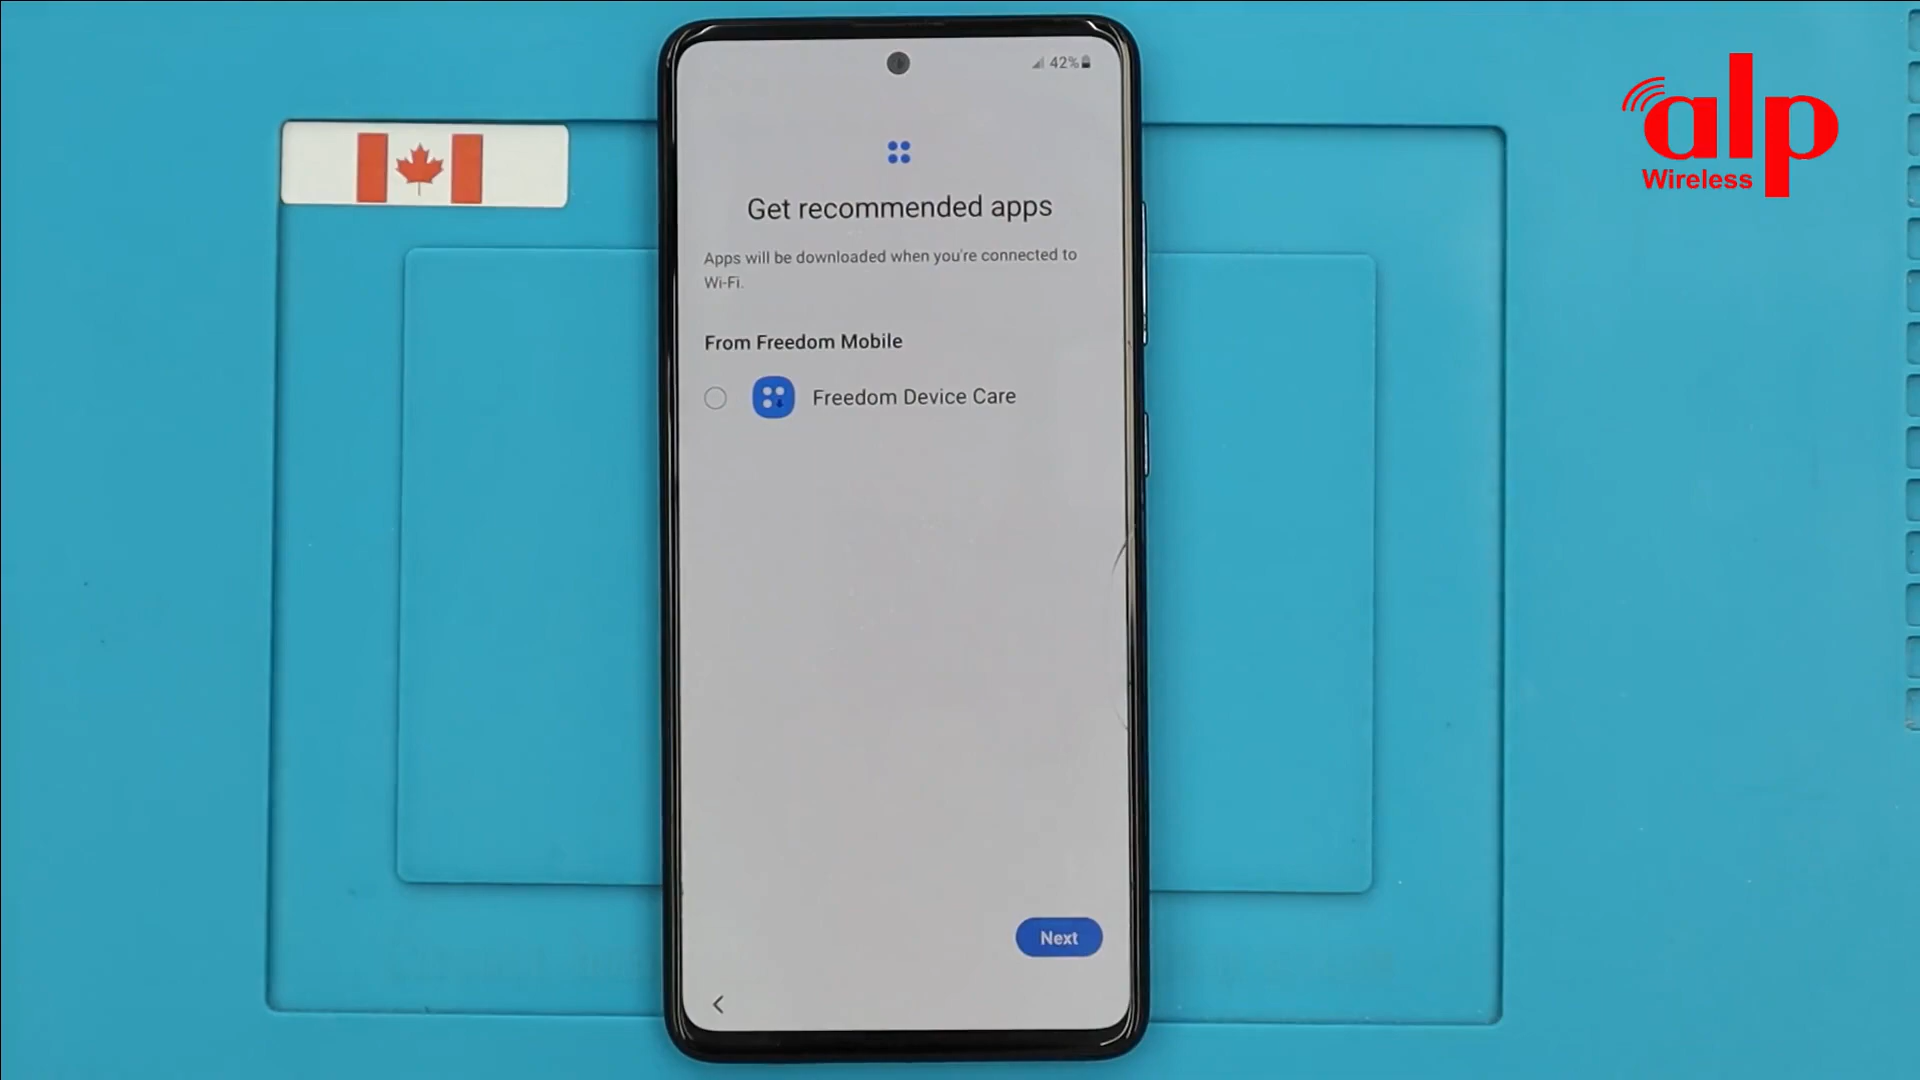 42%
alp
Wireless
Get recommended apps
Apps will be downloaded when you're connected to
Wi-Fi.
From Freedom Mobile
Freedom Device Care
Next